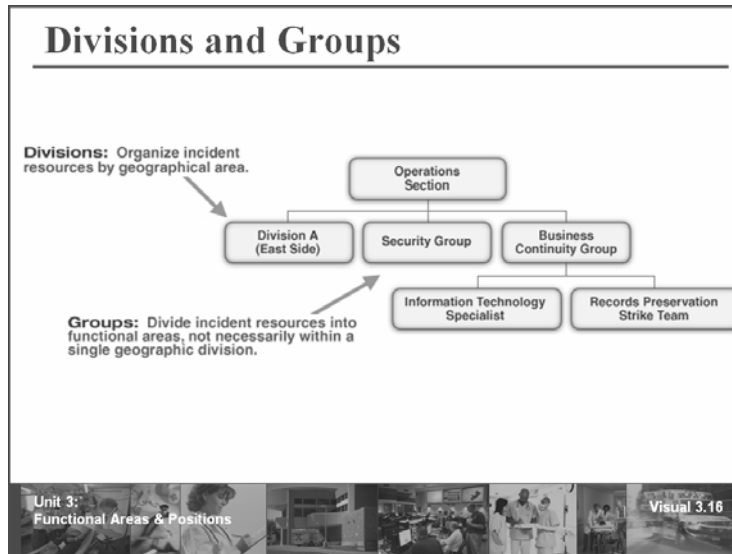 Divisions and Groups
Divisions: Organize incident
resources by geographical area.
Operations
Section
Division A
(East Side)
Security Group
Business
Continuity Group
Information Technology
Specialist
Records Preservation
Strike Team
Groups: Divide incident resources into
functional areas, not necessarily within a
single geographic division.
Unit 3:
Functional Areas & Positions
Visual 3.16